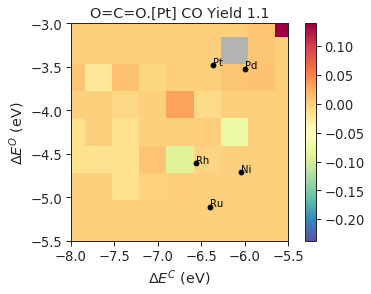 O=C=O.[Pt] CO Yield 1.1
−3.0
−3.5
−4.0
−4.5
−5.0
−5.5
ΔE^O (eV)
Pt
Pd
Rh
Ni
Ru
−8.0 −7.5 −7.0 −6.5 −6.0 −5.5
ΔE^C (eV)
0.10
0.05
0.00
−0.05
−0.10
−0.15
−0.20